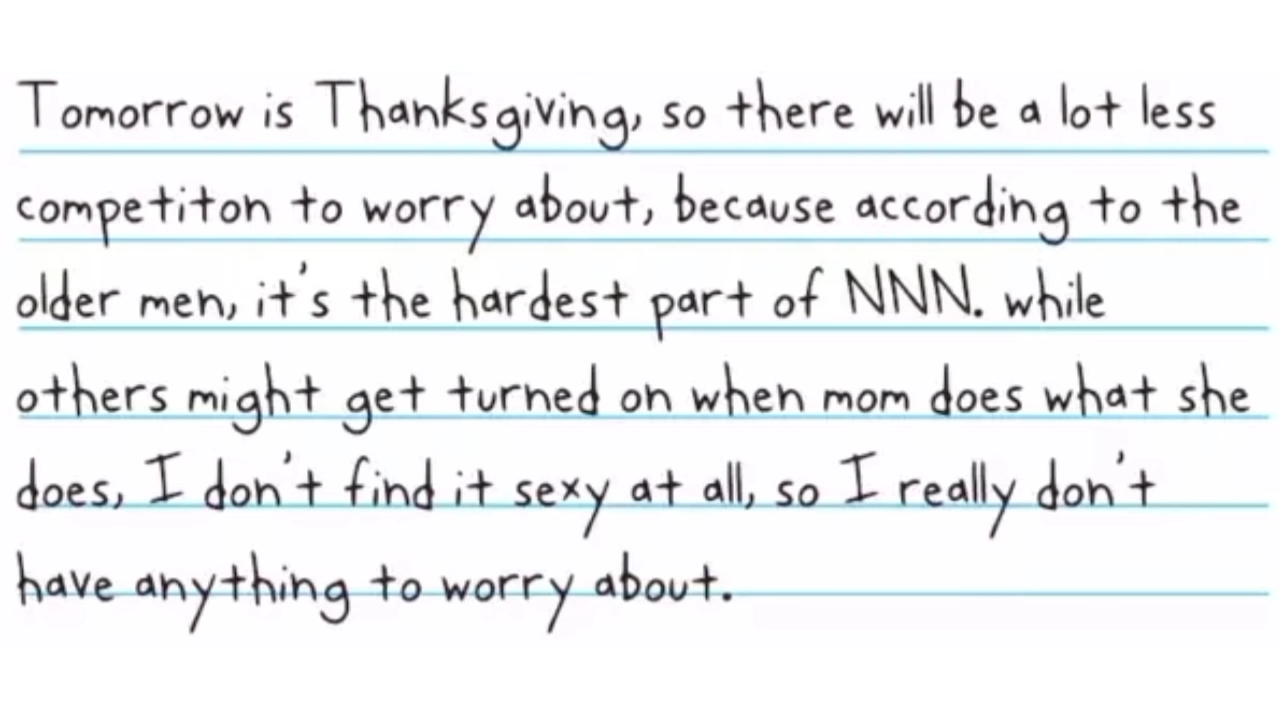 Tomorrow is Thanksgiving, so there will be a lot less
competiton to worry about, because according to the
older men, it's the hardest part of NNN. while
others might get turned on when mom does what she
does, I don't find it sexy at all, so I really don't
have anything to worry about.